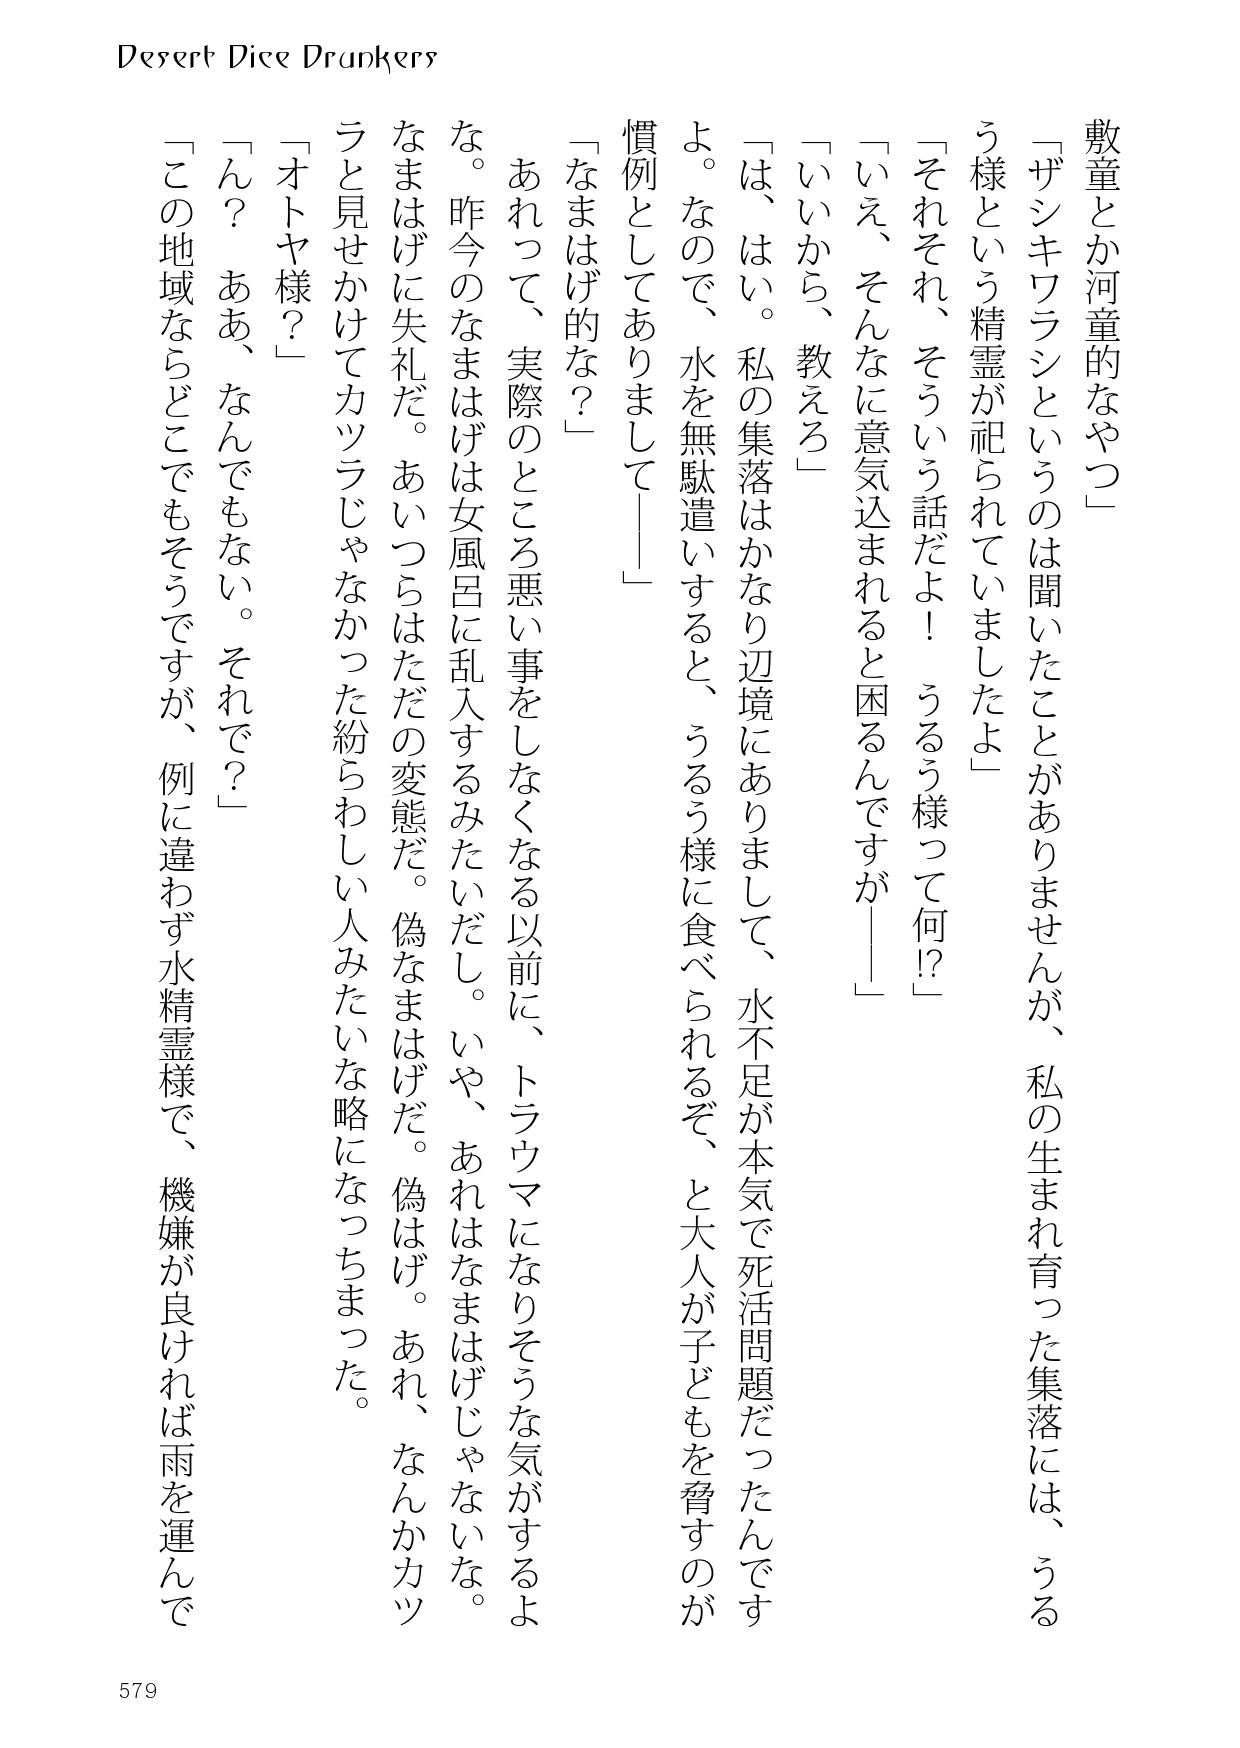 Desert Dice Drunkers
敷童とか河童的なやつ」
「ザシキワラシというのは聞いたことがありませんが、私の生まれ育った集落には、うる
う様という精霊が祀られていましたよ」
「それそれ、そういう話だよ！　うるう様って何!?」
「いえ、そんなに意気込まれると困るんですが――」
「いいから、教えろ」
「は、はい。私の集落はかなり辺境にありまして、水不足が本気で死活問題だったんです
よ。なので、水を無駄遣いすると、うるう様に食べられるぞ、と大人が子どもを脅すのが
慣例としてありまして――」
「なまはげ的な？」
　あれって、実際のところ悪い事をしなくなる以前に、トラウマになりそうな気がするよ
な。昨今のなまはげは女風呂に乱入するみたいだし。いや、あれはなまはげじゃないな。
なまはげに失礼だ。あいつらはただの変態だ。偽なまはげだ。偽はげ。あれ、なんかカツ
ラと見せかけてカツラじゃなかった紛らわしい人みたいな略になっちまった。
「オトヤ様？」
「ん？　ああ、なんでもない。それで？」
「この地域ならどこでもそうですが、例に違わず水精霊様で、機嫌が良ければ雨を運んで
579